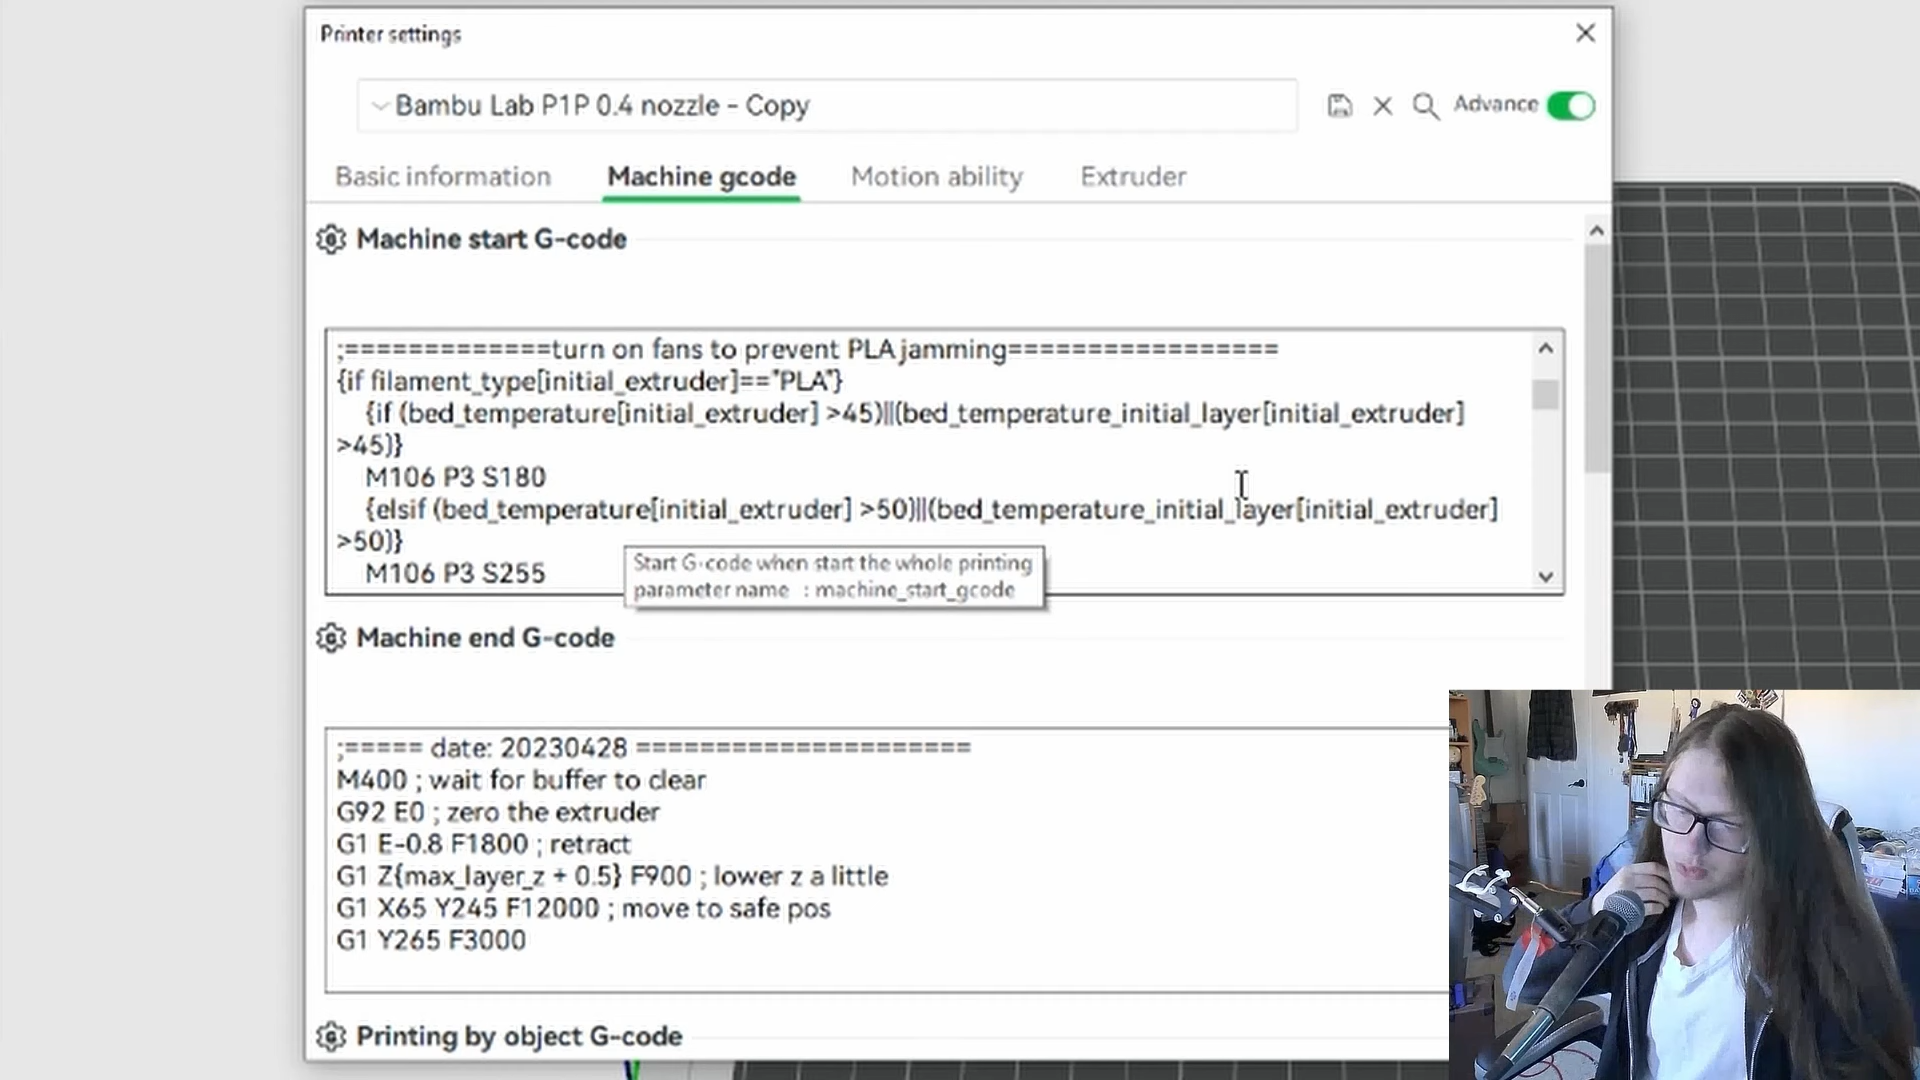 Printer settings
Bambu Lab P1P 0.4 nozzle - Copy
Advance
Basic information
Machine gcode
Motion ability
Extruder
Machine start G-code
;=============turn on fans to prevent PLA jamming=================
{if filament_type[initial_extruder]=="PLA"}
{if (bed_temperature[initial_extruder] >45)||(bed_temperature_initial_layer[initial_extruder]
>45)}
M106 P3 S180
{elsif (bed_temperature[initial_extruder] >50)||(bed_temperature_initial_layer[initial_extruder]
>50)}
M106 P3 S255
Start G-code when start the whole printing
parameter name : machine_start_gcode
Machine end G-code
;===== date: 20230428 =====================
M400 ; wait for buffer to clear
G92 E0 ; zero the extruder
G1 E-0.8 F1800 ; retract
G1 Z{max_layer_z + 0.5} F900 ; lower z a little
G1 X65 Y245 F12000 ; move to safe pos
G1 Y265 F3000
Printing by object G-code